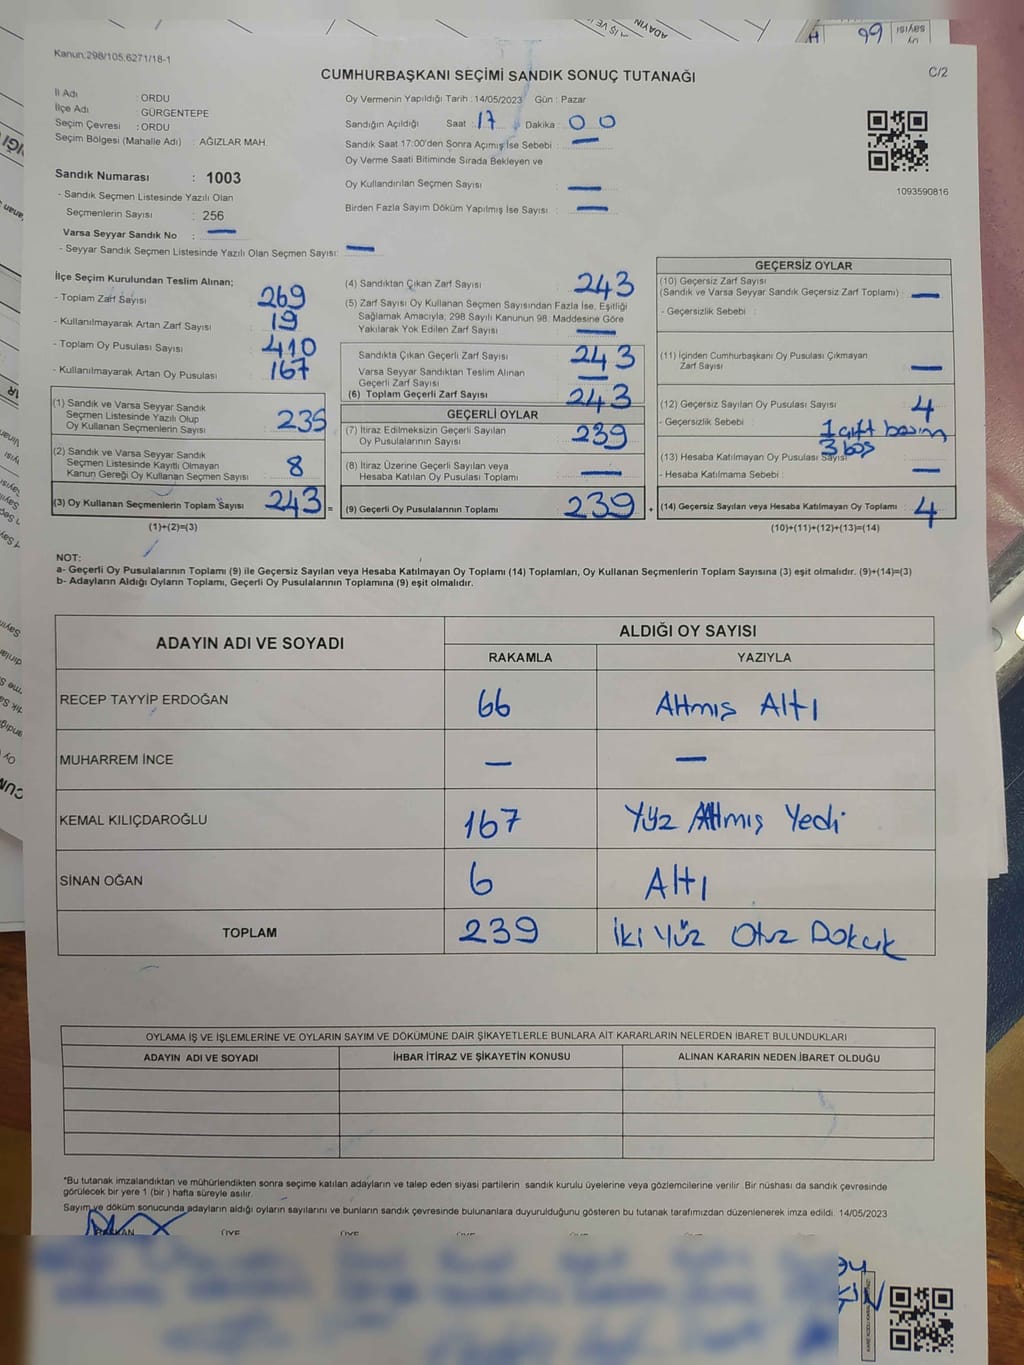 Kanun:298/105,6271/18-1
C/2
CUMHURBAŞKANI SEÇİMİ SANDIK SONUÇ TUTANAĞI
İl Adı : ORDU
İlçe Adı : GÜRGENTEPE
Seçim Çevresi : ORDU
Seçim Bölgesi (Mahalle Adı) : AĞIZLAR MAH.
Sandık Numarası : 1003
- Sandık Seçmen Listesinde Yazılı Olan
Seçmenlerin Sayısı : 256
Varsa Seyyar Sandık No : —
- Seyyar Sandık Seçmen Listesinde Yazılı Olan Seçmen Sayısı: —
Oy Vermenin Yapıldığı Tarih : 14/05/2023 Gün : Pazar
Sandığın Açıldığı Saat : 17 Dakika : 00
Sandık Saat 17:00'den Sonra Açımış İse Sebebi : —
Oy Verme Saati Bitiminde Sırada Bekleyen ve
Oy Kullandırılan Seçmen Sayısı —
Birden Fazla Sayım Döküm Yapılmış İse Sayısı : —
1093590816
İlçe Seçim Kurulundan Teslim Alınan;
- Toplam Zarf Sayısı 269
- Kullanılmayarak Artan Zarf Sayısı 19
- Toplam Oy Pusulası Sayısı 410
- Kullanılmayarak Artan Oy Pusulası 167
(1) Sandık ve Varsa Seyyar Sandık
Seçmen Listesinde Yazılı Olup
Oy Kullanan Seçmenlerin Sayısı 235
(2) Sandık ve Varsa Seyyar Sandık
Seçmen Listesinde Kayıtlı Olmayan
Kanun Gereği Oy Kullanan Seçmen Sayısı 8
(3) Oy Kullanan Seçmenlerin Toplam Sayısı 243 =
(1)+(2)=(3)
(4) Sandıktan Çıkan Zarf Sayısı 243
(5) Zarf Sayısı Oy Kullanan Seçmen Sayısından Fazla İse, Eşitliği
Sağlamak Amacıyla; 298 Sayılı Kanunun 98. Maddesine Göre
Yakılarak Yok Edilen Zarf Sayısı —
Sandıkta Çıkan Geçerli Zarf Sayısı 243
Varsa Seyyar Sandıktan Teslim Alınan
Geçerli Zarf Sayısı —
(6) Toplam Geçerli Zarf Sayısı 243
GEÇERLİ OYLAR
(7) İtiraz Edilmeksizin Geçerli Sayılan
Oy Pusulalarının Sayısı 239
(8) İtiraz Üzerine Geçerli Sayılan veya
Hesaba Katılan Oy Pusulası Toplamı —
(9) Geçerli Oy Pusulalarının Toplamı 239 +
GEÇERSİZ OYLAR
(10) Geçersiz Zarf Sayısı
(Sandık ve Varsa Seyyar Sandık Geçersiz Zarf Toplamı) : —
- Geçersizlik Sebebi :
(11) İçinden Cumhurbaşkanı Oy Pusulası Çıkmayan
Zarf Sayısı —
(12) Geçersiz Sayılan Oy Pusulası Sayısı 4
- Geçersizlik Sebebi : 1 çift basım
3 boş
(13) Hesaba Katılmayan Oy Pusulası Sayısı
- Hesaba Katılmama Sebebi : —
(14) Geçersiz Sayılan veya Hesaba Katılmayan Oy Toplamı : 4
(10)+(11)+(12)+(13)=(14)
NOT:
a- Geçerli Oy Pusulalarının Toplamı (9) ile Geçersiz Sayılan veya Hesaba Katılmayan Oy Toplamı (14) Toplamları, Oy Kullanan Seçmenlerin Toplam Sayısına (3) eşit olmalıdır. (9)+(14)=(3)
b- Adayların Aldığı Oyların Toplamı, Geçerli Oy Pusulalarının Toplamına (9) eşit olmalıdır.
ADAYIN ADI VE SOYADI ALDIĞI OY SAYISI
RAKAMLA YAZIYLA
RECEP TAYYİP ERDOĞAN 66 Altmış Altı
MUHARREM İNCE — —
KEMAL KILIÇDAROĞLU 167 Yüz Altmış Yedi
SİNAN OĞAN 6 Altı
TOPLAM 239 İki Yüz Otuz Dokuk
OYLAMA İŞ VE İŞLEMLERİNE VE OYLARIN SAYIM VE DÖKÜMÜNE DAİR ŞİKAYETLERLE BUNLARA AİT KARARLARIN NELERDEN İBARET BULUNDUKLARI
ADAYIN ADI VE SOYADI İHBAR İTİRAZ VE ŞİKAYETİN KONUSU ALINAN KARARIN NEDEN İBARET OLDUĞU
*Bu tutanak imzalandıktan ve mühürlendikten sonra seçime katılan adayların ve talep eden siyasi partilerin sandık kurulu üyelerine veya gözlemcilerine verilir. Bir nüshası da sandık çevresinde
görülecek bir yere 1 (bir) hafta süreyle asılır.
Sayım ve döküm sonucunda adayların aldığı oyların sayılarını ve bunların sandık çevresinde bulunanlara duyurulduğunu gösteren bu tutanak tarafımızdan düzenlenerek imza edildi. 14/05/2023